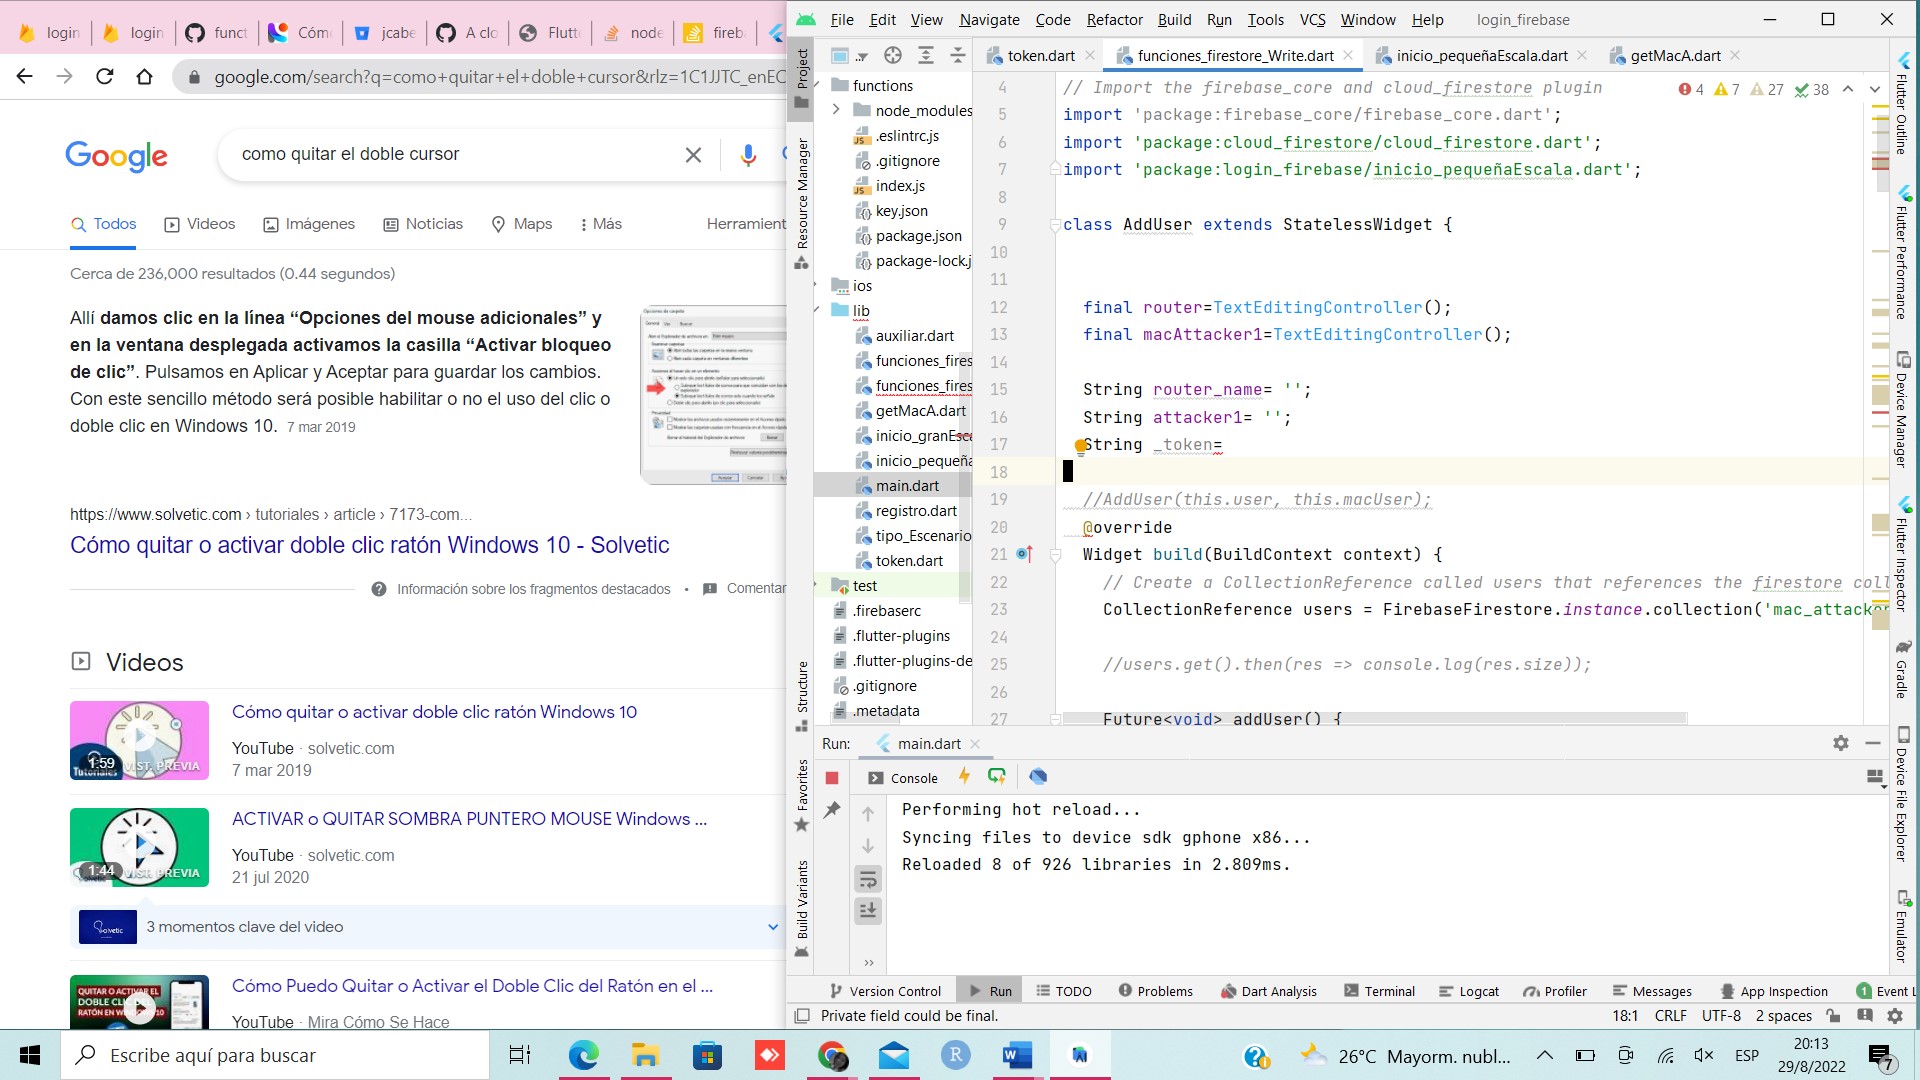 login
login
funct
Cóm
jcabe
A clo
Flutt
node
fireb
google.com/search?q=como+quitar+el+doble+cursor&rlz=1C1JJTC_enEC
Google
como quitar el doble cursor
Todos
Videos
Imágenes
Noticias
Maps
Más
Herramient
Cerca de 236,000 resultados (0.44 segundos)
Allí damos clic en la línea “Opciones del mouse adicionales” y
en la ventana desplegada activamos la casilla “Activar bloqueo
de clic”. Pulsamos en Aplicar y Aceptar para guardar los cambios.
Con este sencillo método será posible habilitar o no el uso del clic o
doble clic en Windows 10. 7 mar 2019
https://www.solvetic.com › tutoriales › article › 7173-com...
Cómo quitar o activar doble clic ratón Windows 10 - Solvetic
Información sobre los fragmentos destacados • Comentar
Videos
1:59
VIST. PREVIA
Cómo quitar o activar doble clic ratón Windows 10
YouTube · solvetic.com
7 mar 2019
1:44
VIST. PREVIA
ACTIVAR o QUITAR SOMBRA PUNTERO MOUSE Windows ...
YouTube · solvetic.com
21 jul 2020
Solvetic
3 momentos clave del video
QUITAR O ACTIVAR EL
DOBLE CLIC DEL
RATÓN EN WINDOWS 10
Cómo Puedo Quitar o Activar el Doble Clic del Ratón en el ...
YouTube · Mira Cómo Se Hace
File Edit View Navigate Code Refactor Build Run Tools VCS Window Help login_firebase
token.dart
funciones_firestore_Write.dart
inicio_pequeñaEscala.dart
getMacA.dart
Project
Resource Manager
Structure
Favorites
Build Variants
functions
node_modules
.eslintrc.js
.gitignore
index.js
key.json
package.json
package-lock.j
ios
lib
auxiliar.dart
funciones_fires
funciones_fires
getMacA.dart
inicio_granEsca
inicio_pequeña
main.dart
registro.dart
tipo_Escenario
token.dart
test
.firebaserc
.flutter-plugins
.flutter-plugins-de
.gitignore
.metadata
4 7 27 38
4 // Import the firebase_core and cloud_firestore plugin
5 import 'package:firebase_core/firebase_core.dart';
6 import 'package:cloud_firestore/cloud_firestore.dart';
7 import 'package:login_firebase/inicio_pequeñaEscala.dart';
8
9 class AddUser extends StatelessWidget {
10
11
12 final router=TextEditingController();
13 final macAttacker1=TextEditingController();
14
15 String router_name= '';
16 String attacker1= '';
17 String _token=
18
19 //AddUser(this.user, this.macUser);
20 @override
21 Widget build(BuildContext context) {
22 // Create a CollectionReference called users that references the firestore coll
23 CollectionReference users = FirebaseFirestore.instance.collection('mac_attacker
24
25 //users.get().then(res => console.log(res.size));
26
27 Future<void> addUser() {
Flutter Outline
Flutter Performance
Device Manager
Flutter Inspector
Gradle
Device File Explorer
Emulator
Run: main.dart
Console
Performing hot reload...
Syncing files to device sdk gphone x86...
Reloaded 8 of 926 libraries in 2.809ms.
Version Control
Run
TODO
Problems
Dart Analysis
Terminal
Logcat
Profiler
Messages
App Inspection
1 Event L
Private field could be final.
18:1 CRLF UTF-8 2 spaces
Escribe aquí para buscar
26°C Mayorm. nubl...
ESP
20:13
29/8/2022
7